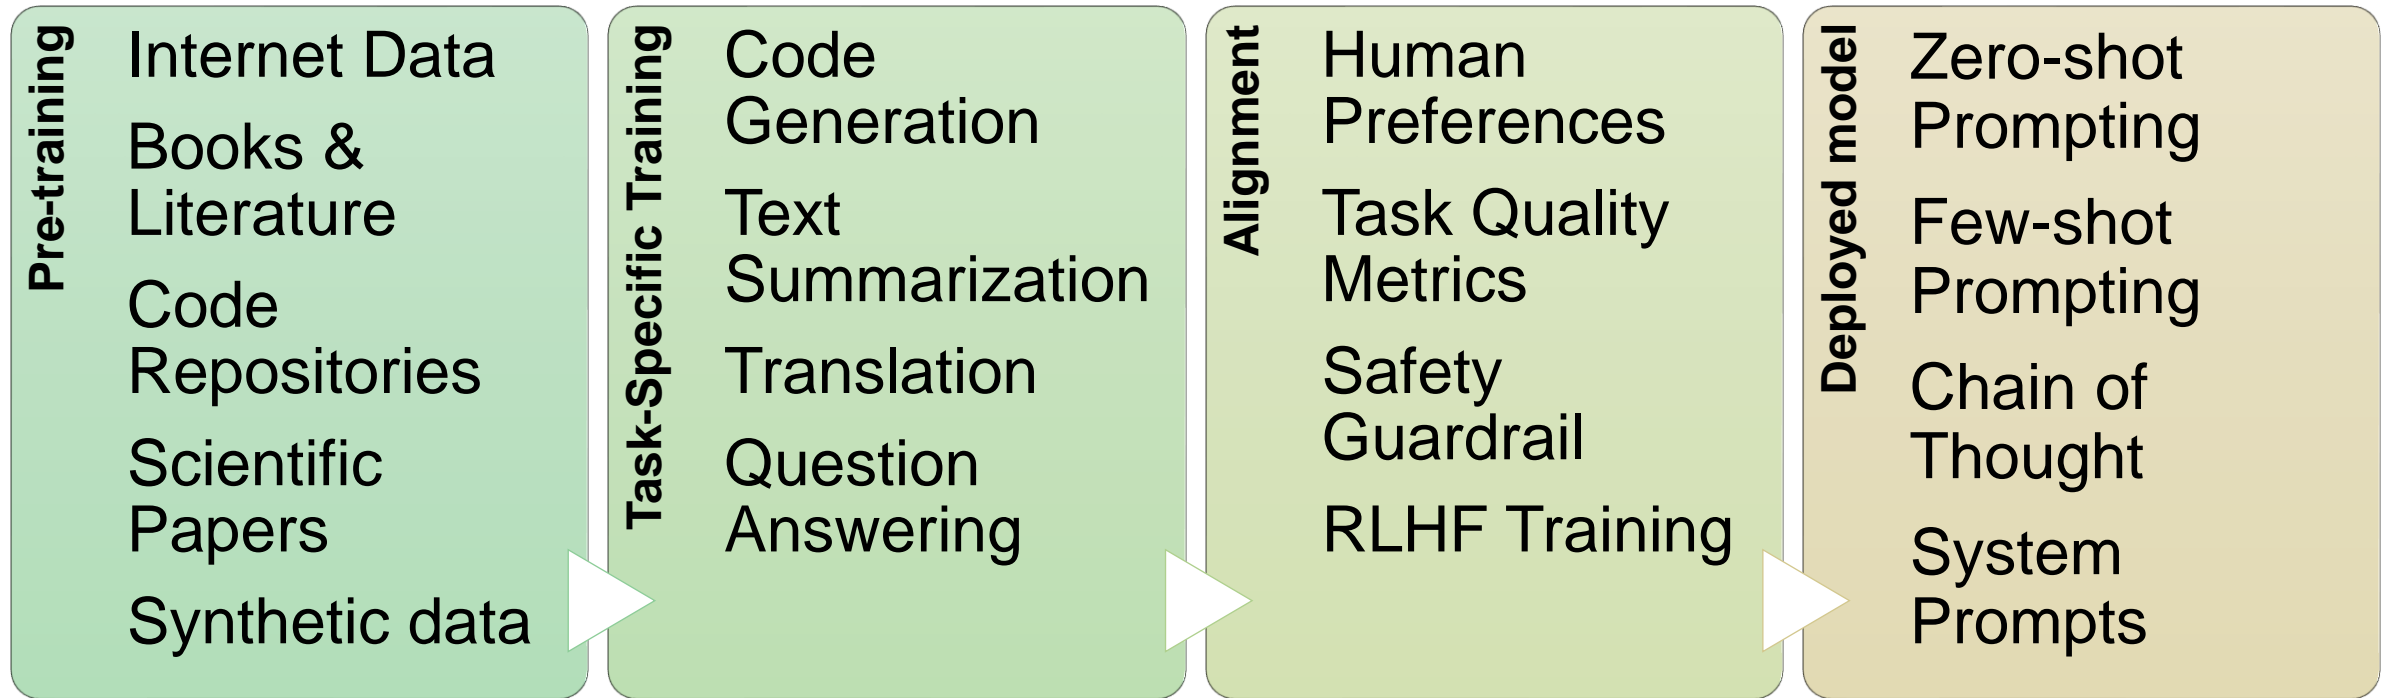 Pre-training
Internet Data
Books &
Literature
Code
Repositories
Scientific
Papers
Synthetic data
Task-Specific Training
Code
Generation
Text
Summarization
Translation
Question
Answering
Alignment
Human
Preferences
Task Quality
Metrics
Safety
Guardrail
RLHF Training
Deployed model
Zero-shot
Prompting
Few-shot
Prompting
Chain of
Thought
System
Prompts